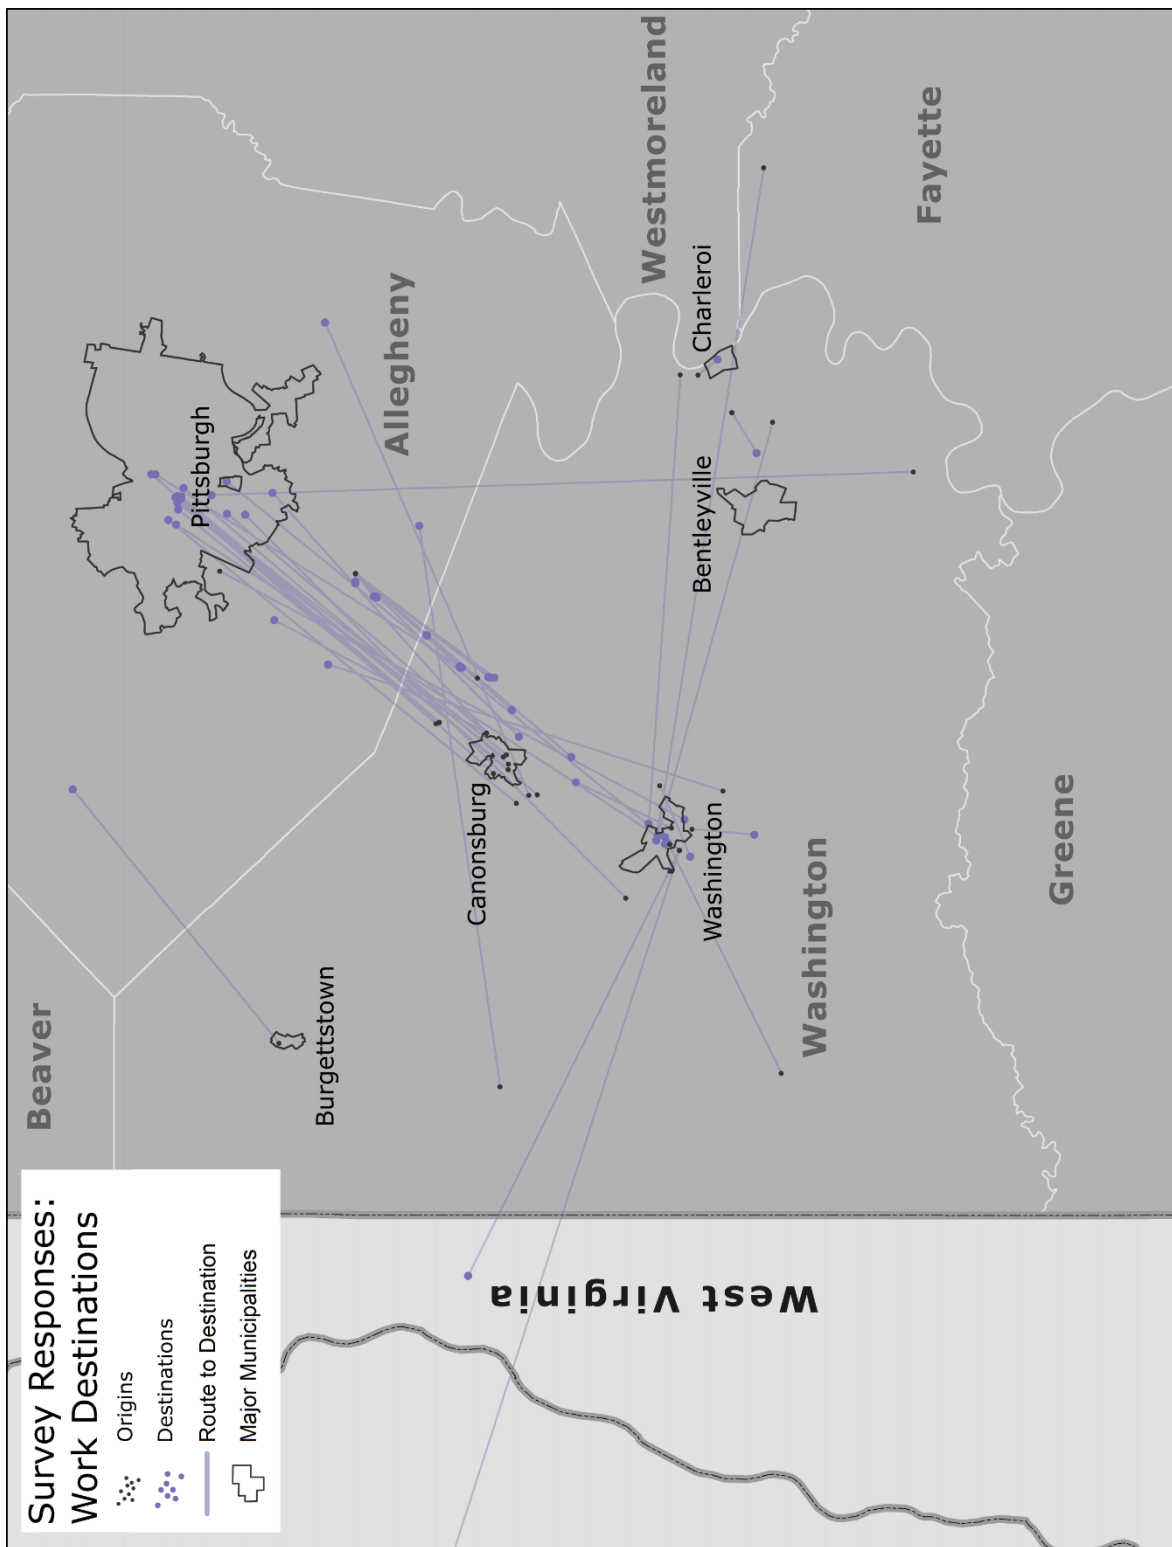 Survey Responses:
Work Destinations
Origins
Destinations
Route to Destination
Major Municipalities
Beaver
Burgettstown
Pittsburgh
Allegheny
Canonsburg
Westmoreland
Charleroi
Bentleyville
Washington
Washington
Fayette
Greene
West Virginia